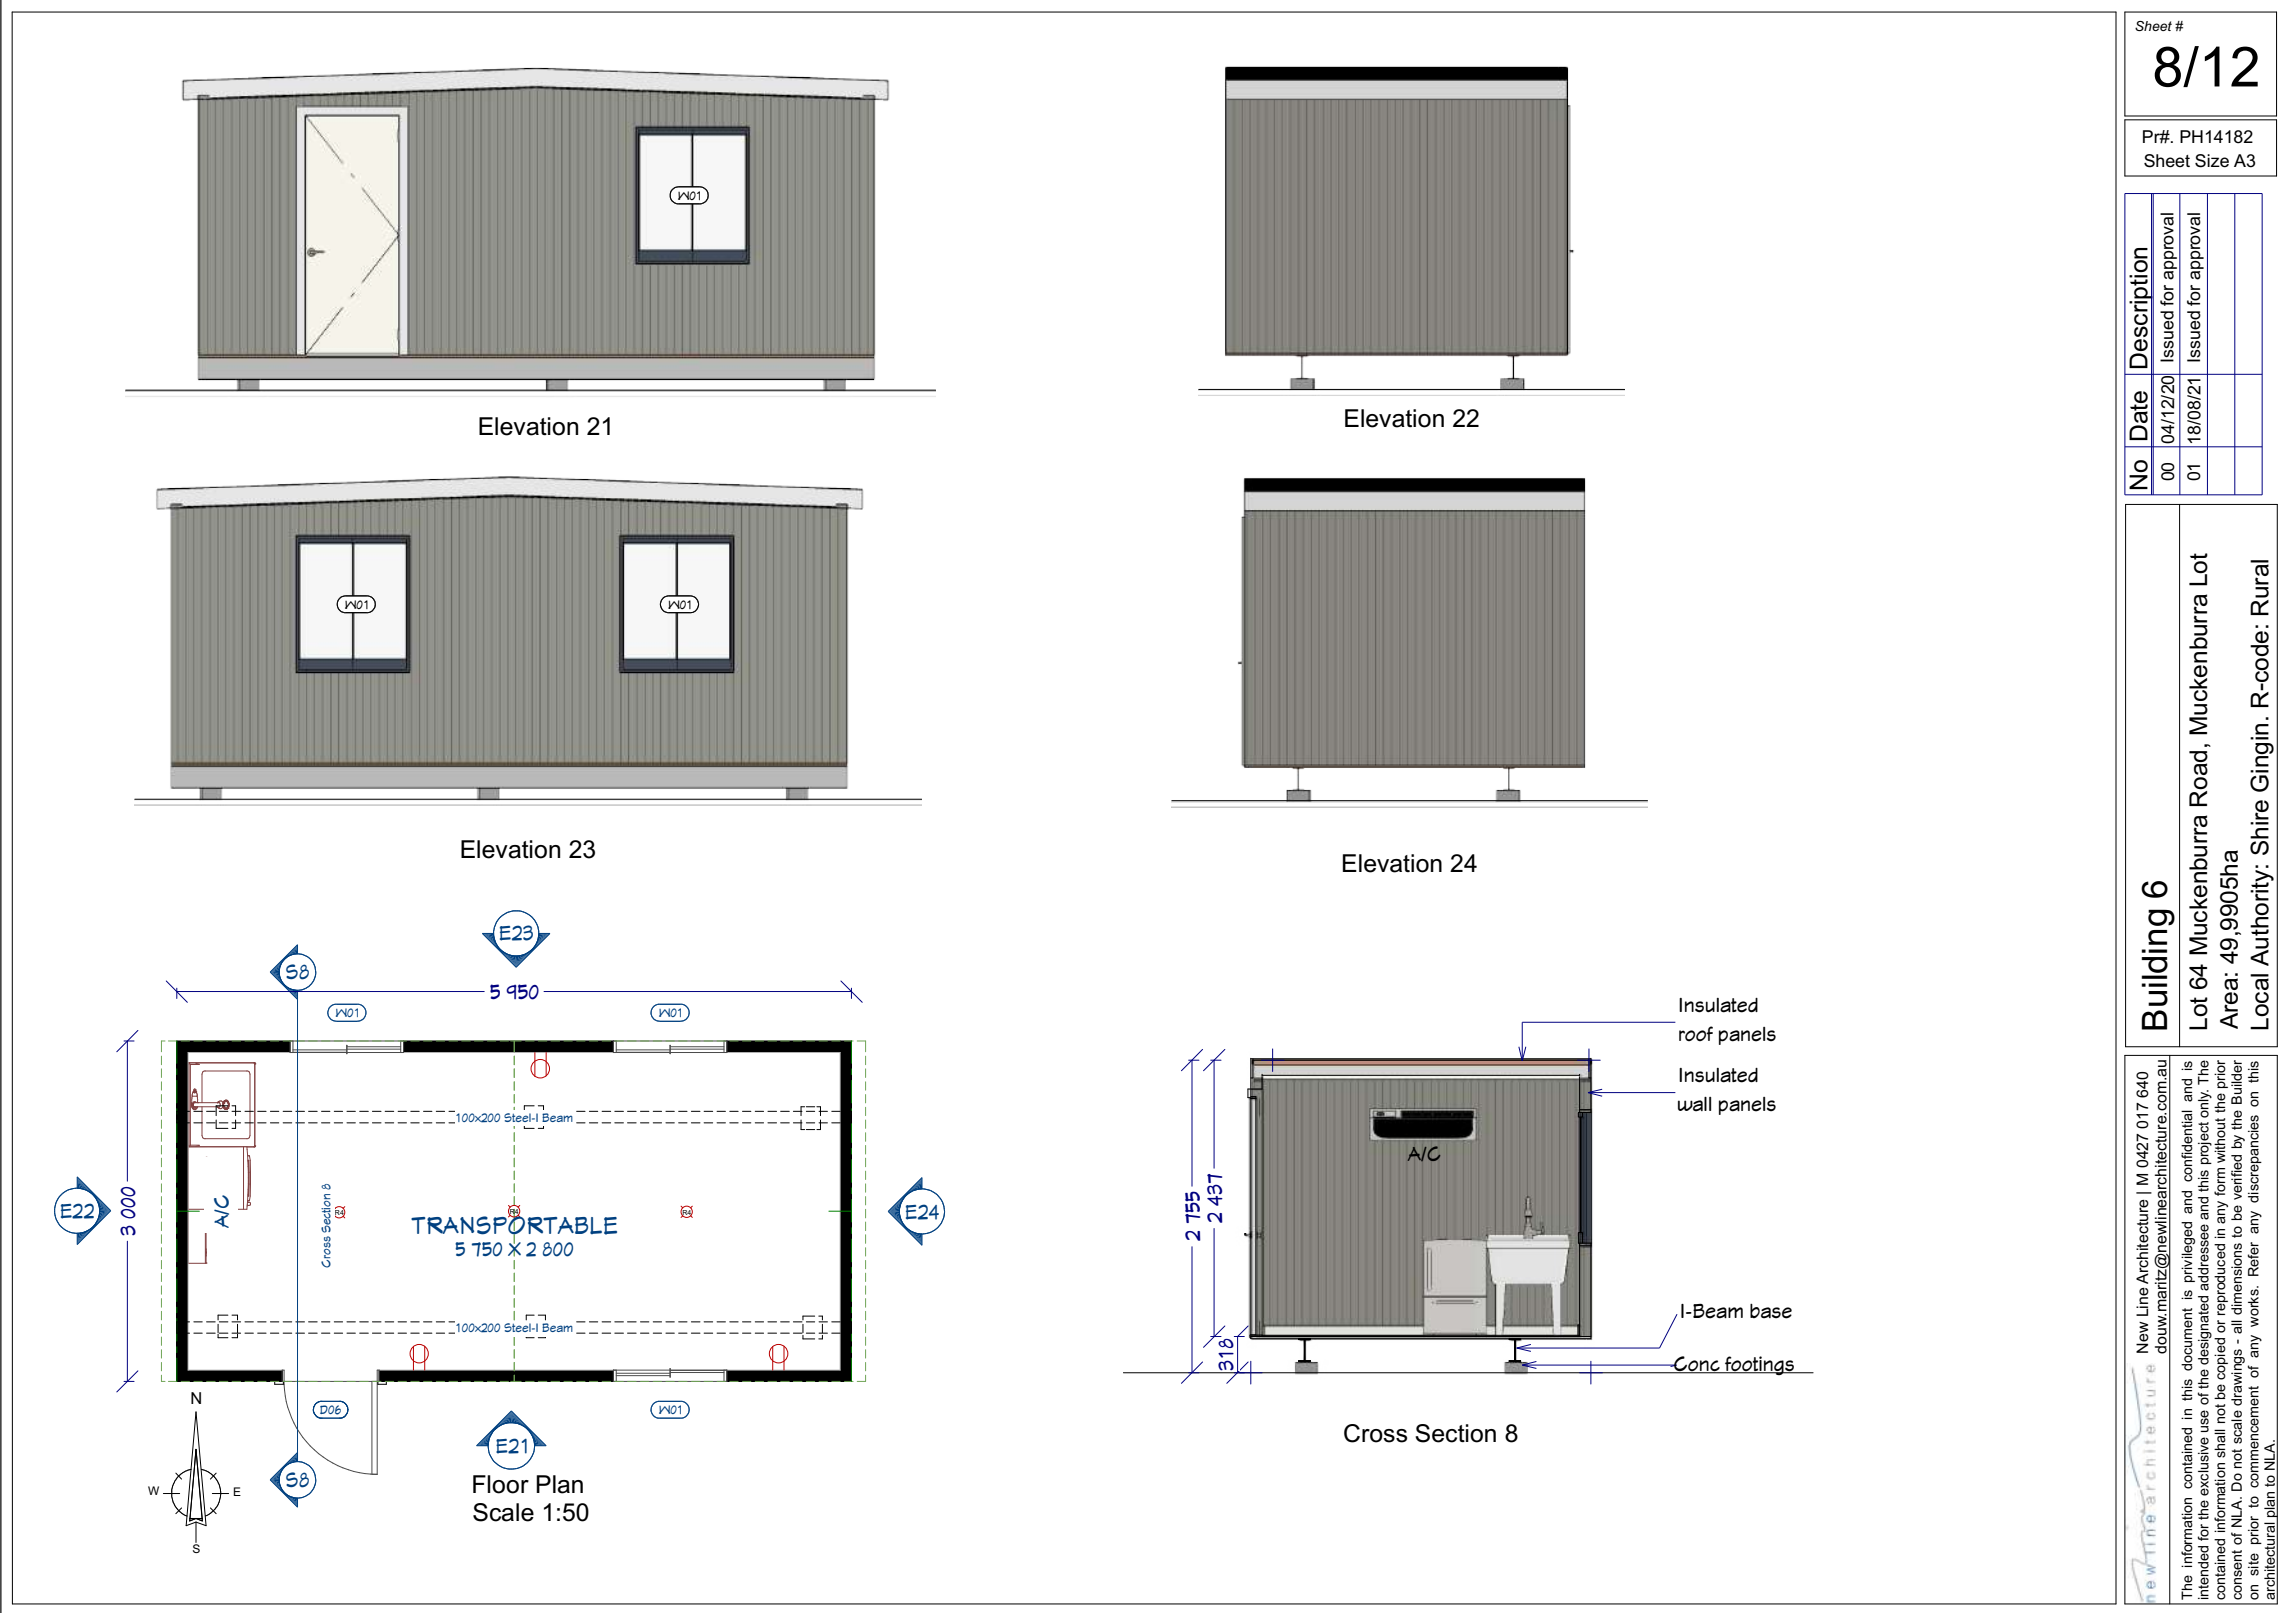 Sheet #
8/12
Pr#. PH14182
Sheet Size A3
No Date Description
00 04/12/20 Issued for approval
01 18/08/21 Issued for approval
Building 6
Lot 64 Muckenburra Road, Muckenburra Lot
Area: 49,9905ha
Local Authority: Shire Gingin. R-code: Rural
New Line Architecture | M 0427 017 640
douw.maritz@newlinearchitecture.com.au
new line architecture
The information contained in this document is privileged and confidential and is
intended for the exclusive use of the designated addressee and this project only. The
contained information shall not be copied or reproduced in any form without the prior
consent of NLA. Do not scale drawings - all dimensions to be verified by the Builder
on site prior to commencement of any works. Refer any discrepancies on this
architectural plan to NLA.
W01
Elevation 21
Elevation 22
W01
W01
Elevation 23
Elevation 24
E23
S8
5 950
W01
W01
100x200 Steel-I Beam
E22
3 000
A/C
Cross Section 8
R4
R4
R4
TRANSPORTABLE
5 750 X 2 800
E24
100x200 Steel-I Beam
D06
W01
E21
S8
N
W
E
S
Floor Plan
Scale 1:50
Insulated
roof panels
Insulated
wall panels
A/C
2 755
2 437
318
I-Beam base
Conc footings
Cross Section 8